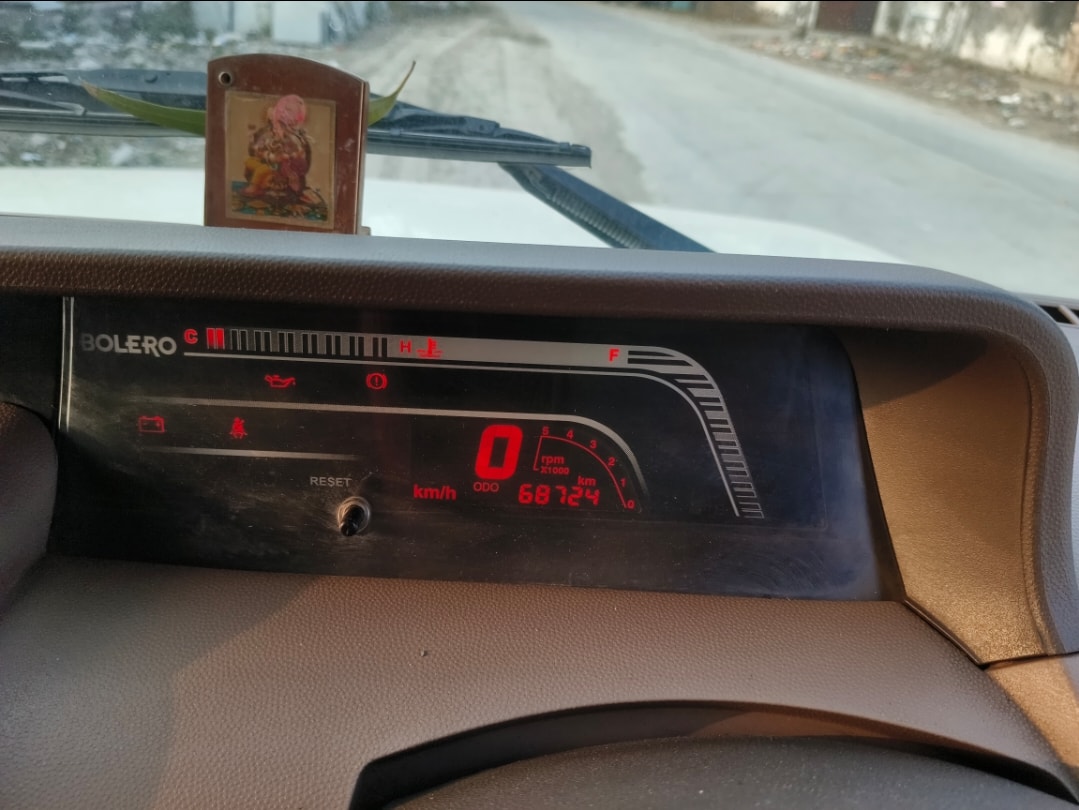 BOLERO C H F
RESET
0 km/h
5 4 3 2 1 0
rpm
X1000
km
ODO 68724